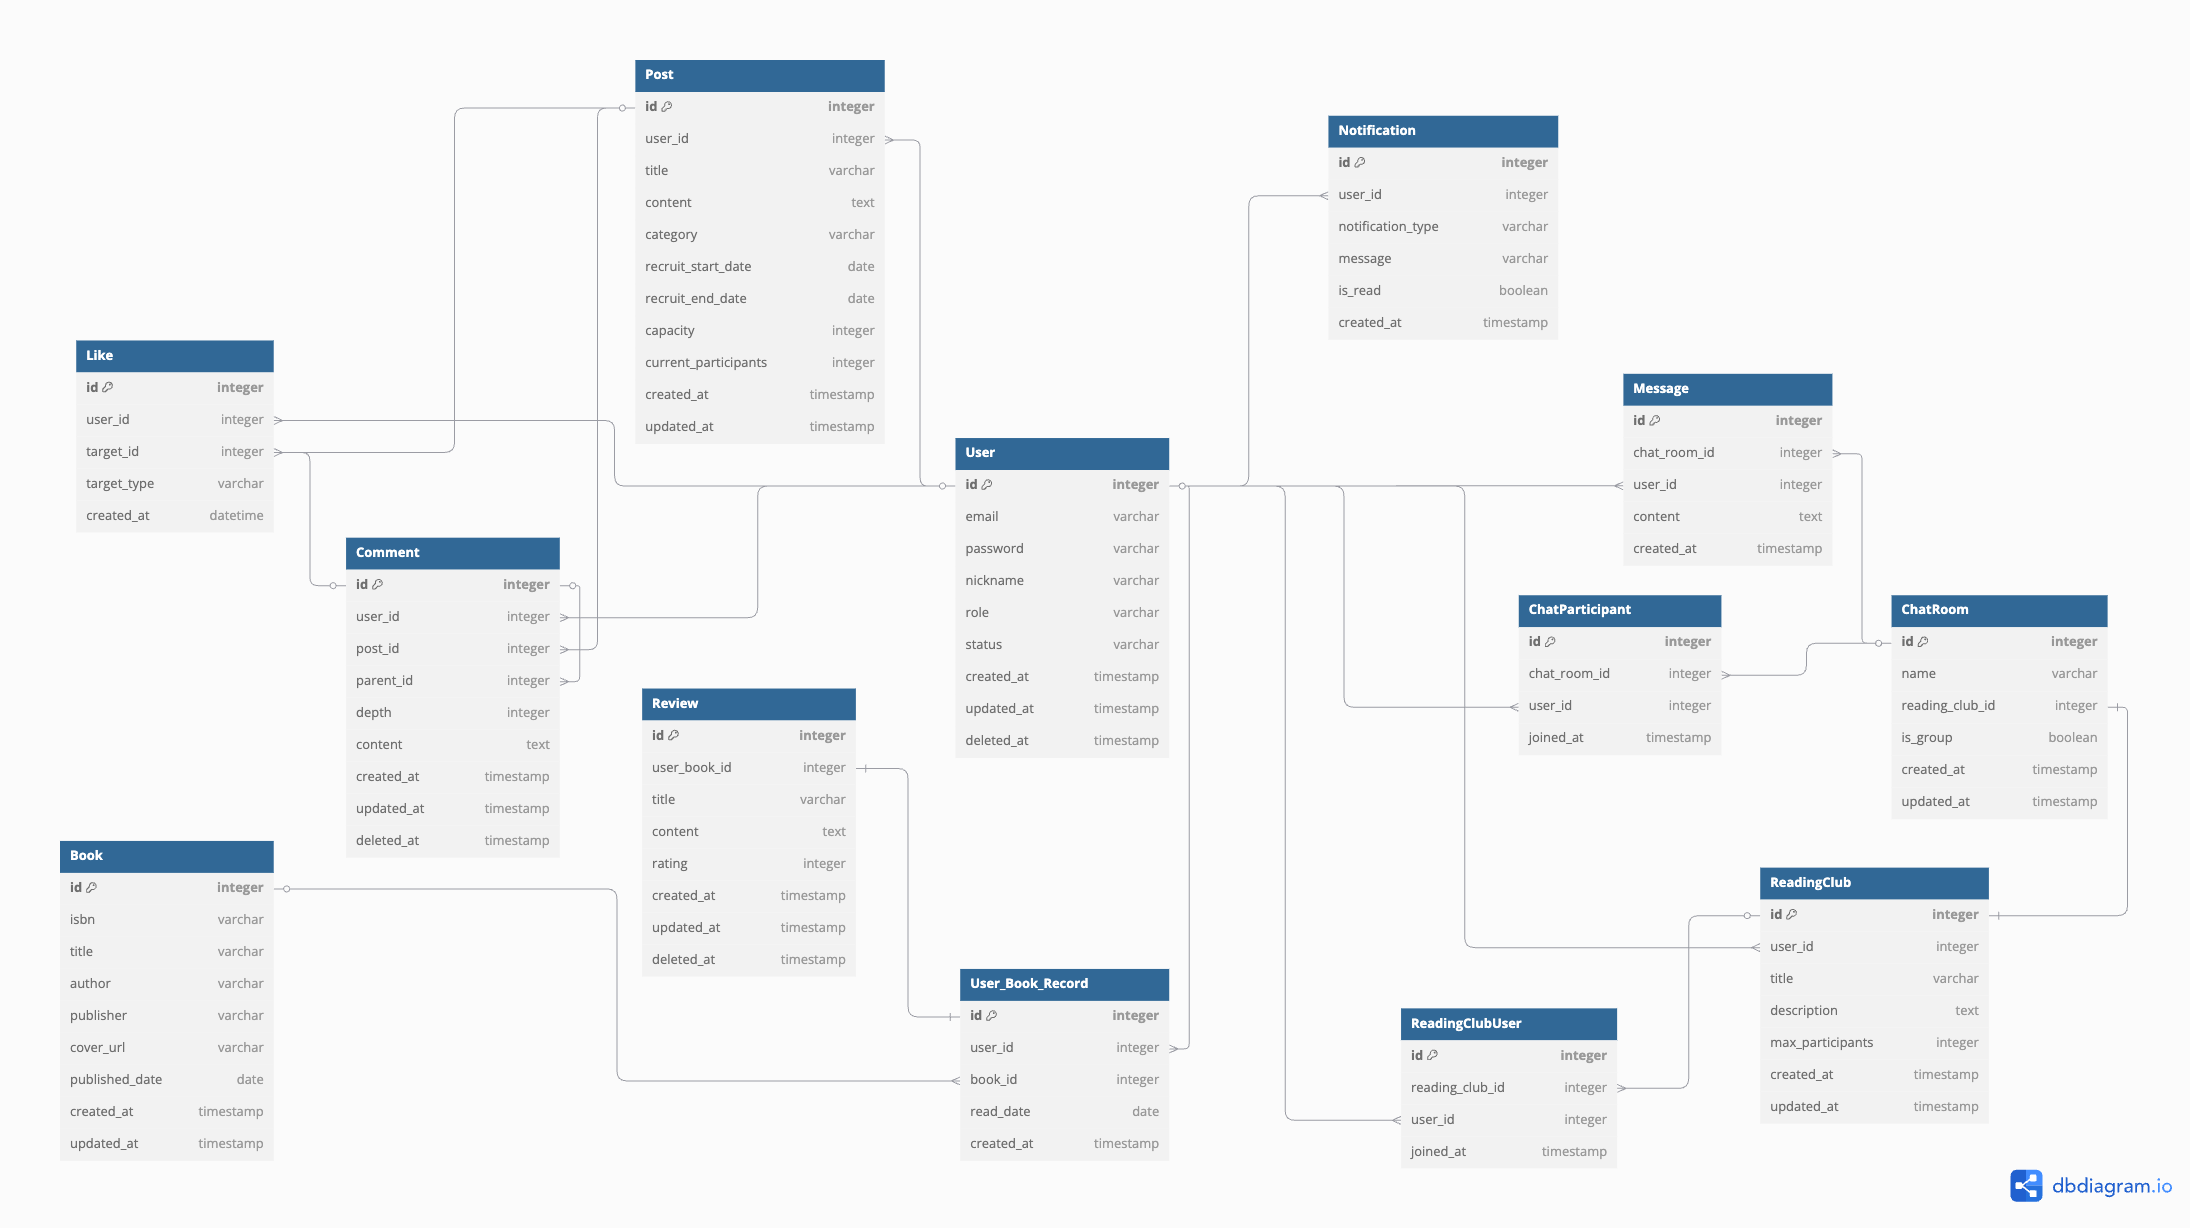 Post
id integer
user_id integer
title varchar
content text
category varchar
recruit_start_date date
recruit_end_date date
capacity integer
current_participants integer
created_at timestamp
updated_at timestamp
Notification
id integer
user_id integer
notification_type varchar
message varchar
is_read boolean
created_at timestamp
Like
id integer
user_id integer
target_id integer
target_type varchar
created_at datetime
Message
id integer
chat_room_id integer
user_id integer
content text
created_at timestamp
User
id integer
email varchar
password varchar
nickname varchar
role varchar
status varchar
created_at timestamp
updated_at timestamp
deleted_at timestamp
Comment
id integer
user_id integer
post_id integer
parent_id integer
depth integer
content text
created_at timestamp
updated_at timestamp
deleted_at timestamp
ChatParticipant
id integer
chat_room_id integer
user_id integer
joined_at timestamp
ChatRoom
id integer
name varchar
reading_club_id integer
is_group boolean
created_at timestamp
updated_at timestamp
Review
id integer
user_book_id integer
title varchar
content text
rating integer
created_at timestamp
updated_at timestamp
deleted_at timestamp
Book
id integer
isbn varchar
title varchar
author varchar
publisher varchar
cover_url varchar
published_date date
created_at timestamp
updated_at timestamp
ReadingClub
id integer
user_id integer
title varchar
description text
max_participants integer
created_at timestamp
updated_at timestamp
User_Book_Record
id integer
user_id integer
book_id integer
read_date date
created_at timestamp
ReadingClubUser
id integer
reading_club_id integer
user_id integer
joined_at timestamp
dbdiagram.io